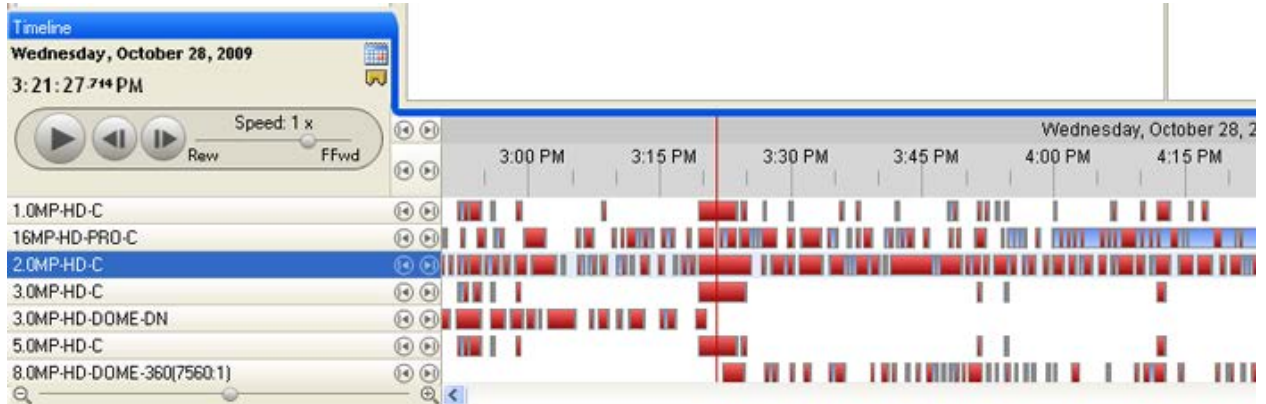 Timeline
Wednesday, October 28, 2009
3:21:27.714 PM
Speed: 1 x
Rew FFwd
Wednesday, October 28, 2
3:00 PM 3:15 PM 3:30 PM 3:45 PM 4:00 PM 4:15 PM
1.0MP-HD-C
16MP-HD-PRO-C
2.0MP-HD-C
3.0MP-HD-C
3.0MP-HD-DOME-DN
5.0MP-HD-C
8.0MP-HD-DOME-360(7560:1)